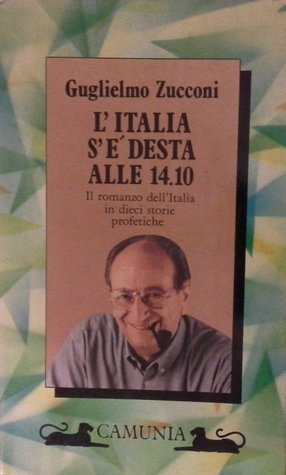 Guglielmo Zucconi
L'ITALIA
S'E´ DESTA
ALLE 14.10
Il romanzo dell'Italia
in dieci storie
profetiche
CAMUNIA